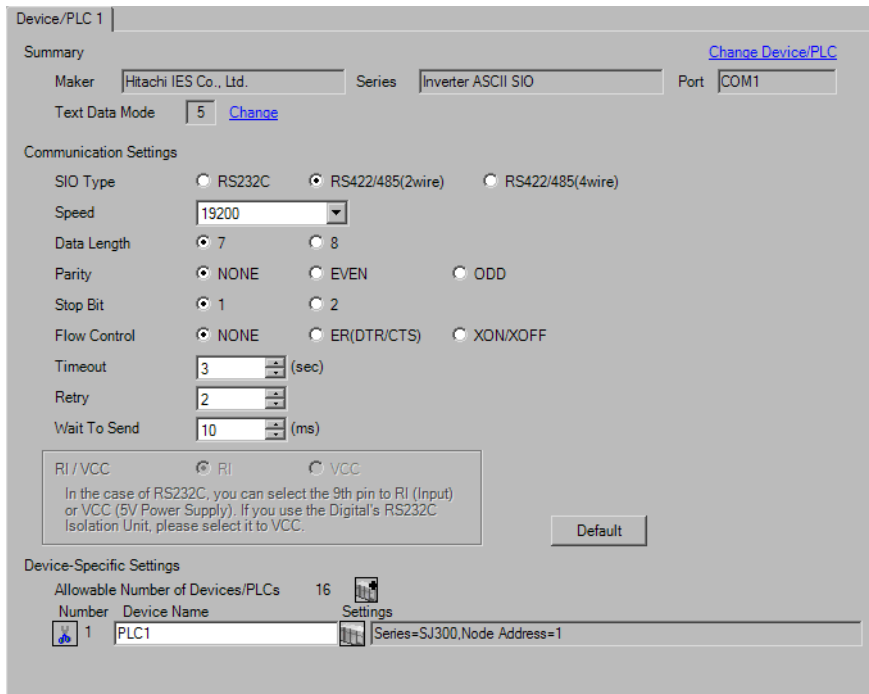 Device/PLC 1
Summary
Change Device/PLC
Maker Hitachi IES Co., Ltd. Series Inverter ASCII SIO Port COM1
Text Data Mode 5 Change
Communication Settings
SIO Type RS232C RS422/485(2wire) RS422/485(4wire)
Speed 19200
Data Length 7 8
Parity NONE EVEN ODD
Stop Bit 1 2
Flow Control NONE ER(DTR/CTS) XON/XOFF
Timeout 3 (sec)
Retry 2
Wait To Send 10 (ms)
RI / VCC RI VCC
In the case of RS232C, you can select the 9th pin to RI (Input)
or VCC (5V Power Supply). If you use the Digital's RS232C
Isolation Unit, please select it to VCC.
Default
Device-Specific Settings
Allowable Number of Devices/PLCs 16
Number Device Name Settings
1 PLC1 Series=SJ300,Node Address=1